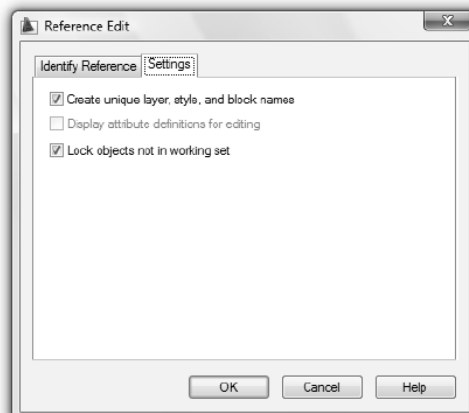 Reference Edit
X
Identify Reference Settings
Create unique layer, style, and block names
Display attribute definitions for editing
Lock objects not in working set
OK Cancel Help